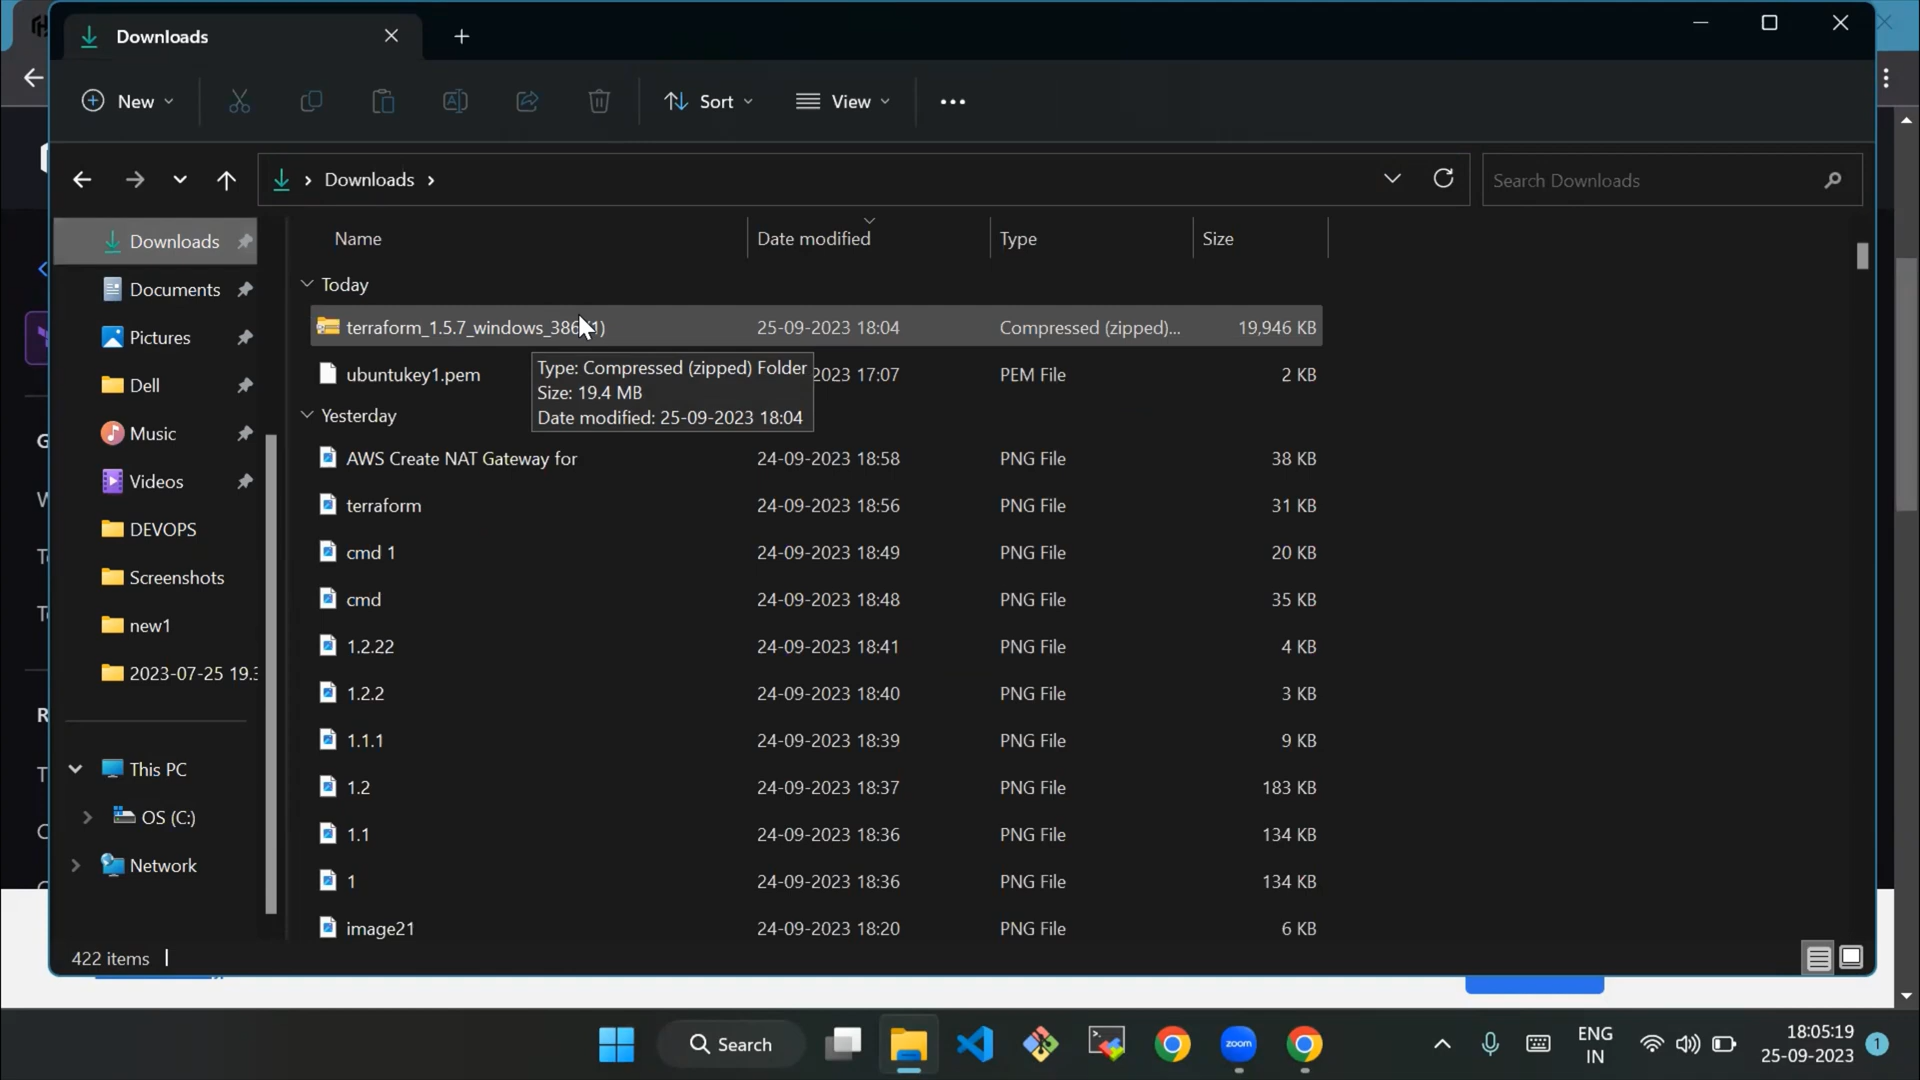 Downloads
New
Sort
View
Downloads
Search Downloads
Downloads
Documents
Pictures
Dell
Music
Videos
DEVOPS
Screenshots
new1
2023-07-25 19.3
This PC
OS (C:)
Network
Name Date modified Type Size
Today
terraform_1.5.7_windows_386 (1) 25-09-2023 18:04 Compressed (zipped)... 19,946 KB
ubuntukey1.pem 2023 17:07 PEM File 2 KB
Type: Compressed (zipped) Folder
Size: 19.4 MB
Date modified: 25-09-2023 18:04
Yesterday
AWS Create NAT Gateway for 24-09-2023 18:58 PNG File 38 KB
terraform 24-09-2023 18:56 PNG File 31 KB
cmd 1 24-09-2023 18:49 PNG File 20 KB
cmd 24-09-2023 18:48 PNG File 35 KB
1.2.22 24-09-2023 18:41 PNG File 4 KB
1.2.2 24-09-2023 18:40 PNG File 3 KB
1.1.1 24-09-2023 18:39 PNG File 9 KB
1.2 24-09-2023 18:37 PNG File 183 KB
1.1 24-09-2023 18:36 PNG File 134 KB
1 24-09-2023 18:36 PNG File 134 KB
image21 24-09-2023 18:20 PNG File 6 KB
422 items
Search
zoom
ENG
IN
18:05:19
25-09-2023
1